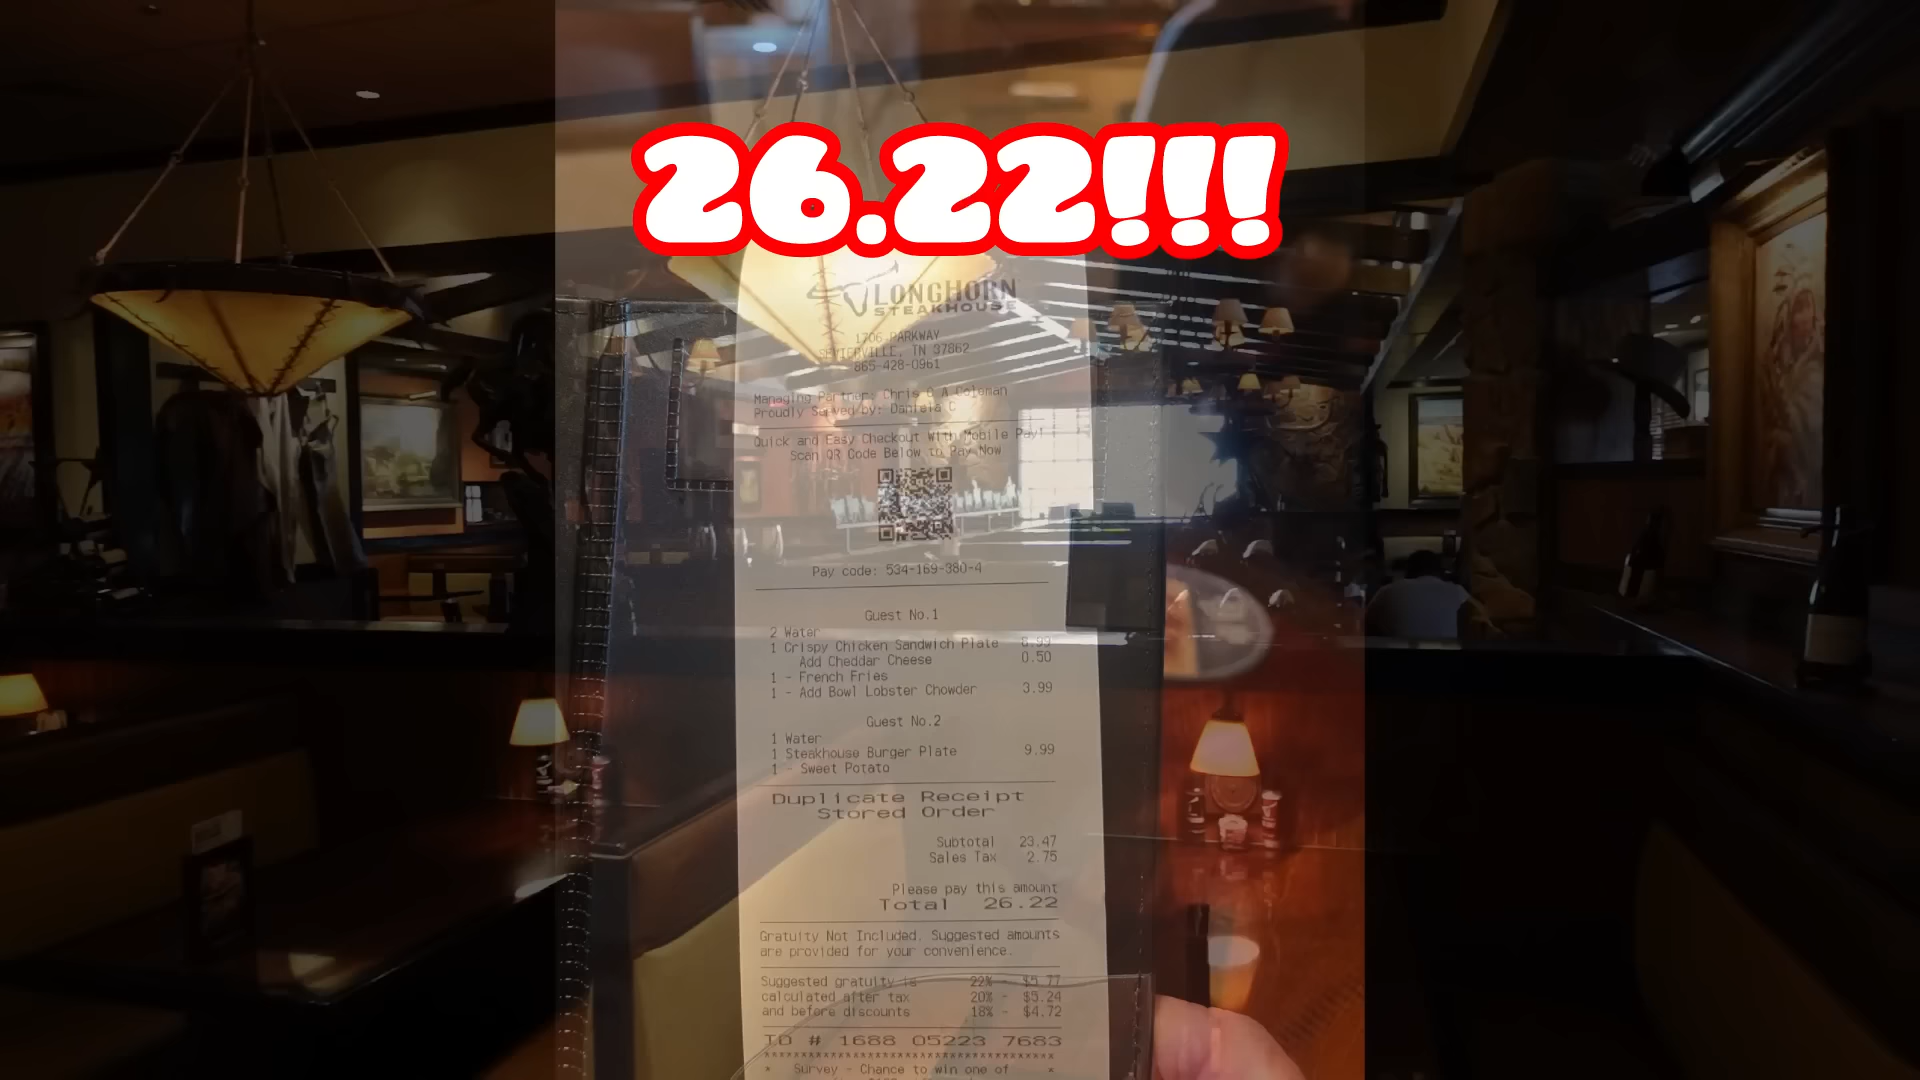 26.22!!!
LONGHORN
STEAKHOUSE
1706 PARKWAY
SEVIERVILLE, TN 37862
865-428-0961
Managing Partner: Chris A Coleman
Proudly Served by: Daniela C
Quick and Easy Checkout With Mobile Pay!
Scan QR Code Below to Pay Now
Pay code: 534-169-380-4
Guest No.1
2 Water
1 Crispy Chicken Sandwich Plate 8.99
Add Cheddar Cheese 0.50
1 - French Fries
1 - Add Bowl Lobster Chowder 3.99
Guest No.2
1 Water
1 Steakhouse Burger Plate 9.99
1 - Sweet Potato
Duplicate Receipt
Stored Order
Subtotal 23.47
Sales Tax 2.75
Please pay this amount
Total 26.22
Gratuity Not Included. Suggested amounts
are provided for your convenience.
Suggested gratuity is 22% - $5.77
calculated after tax 20% - $5.24
and before discounts 18% - $4.72
ID # 1688 05223 7683
****************************************
* Survey - Chance to win one of *